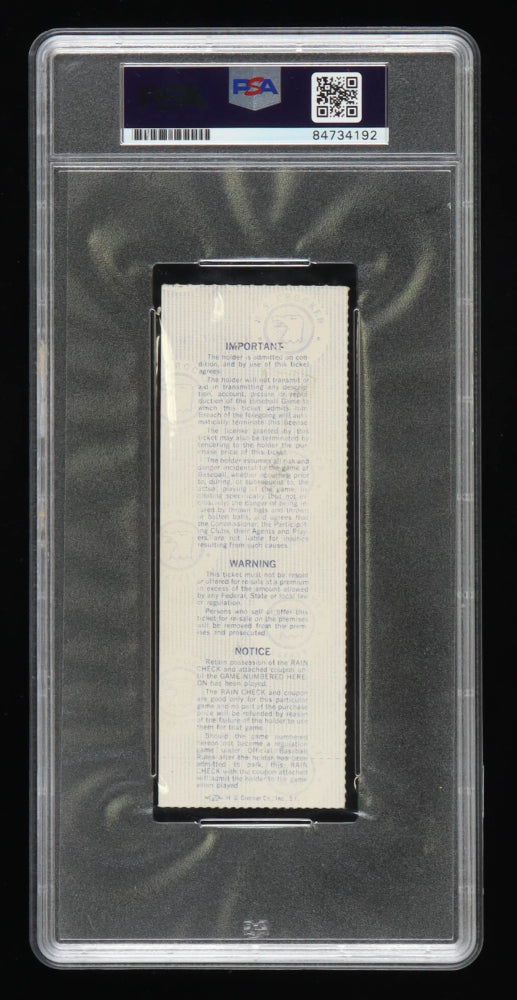 PSA
84734192
IMPORTANT
The holder is admitted on con-
dition, and by use of this ticket
agrees:
The holder will not transmit or
aid in transmitting any descrip-
tion, account, picture or repro-
duction of the Baseball Game to
which this ticket admits him.
Breach of the foregoing will auto-
matically terminate this license.
The license granted by this
ticket may also be terminated by
tendering to the holder the pur-
chase price of this ticket.
The holder assumes all risk and
danger incidental to the game of
Baseball, whether occurring prior
to, during, or subsequent to, the
actual playing of the game, in-
cluding specifically (but not ex-
clusively) the danger of being in-
jured by thrown bats and thrown
or batted balls, and agrees that
the Commissioner, the Participat-
ing Clubs, their Agents and Play-
ers, are not liable for injuries
resulting from such causes.
WARNING
This ticket must not be resold
or offered for resale at a premium
in excess of the amount allowed
by any Federal, State or local law
or regulation.
Persons who sell or offer this
ticket for resale on the premises
will be removed from the prem-
ises and prosecuted.
NOTICE
Retain possession of the RAIN
CHECK and attached coupon un-
til the GAME NUMBERED HERE-
ON has been played.
The RAIN CHECK and coupon
are good only for this particular
game and no part of the purchase
price will be refunded by reason
of the failure of the holder to use
them for that game.
Should the game numbered
hereon not become a regulation
game under Official Baseball
Rules after the holder has been
admitted to park, this RAIN
CHECK with the coupon attached
will admit the holder to the game
when played.